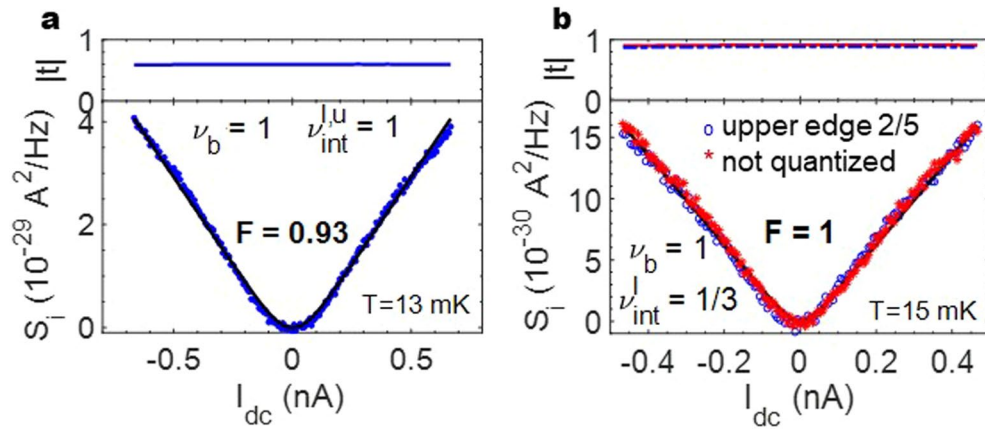 a
1
|t|
0
ν_b = 1 ν_int^l,u = 1
4
2
0
S_i (10^-29 A^2/Hz)
F = 0.93
T=13 mK
-0.5 0 0.5
I_dc (nA)
b
1
|t|
0
upper edge 2/5
not quantized
15
10
5
0
S_i (10^-30 A^2/Hz)
F = 1
ν_b = 1
ν_int^l = 1/3
T=15 mK
-0.4 -0.2 0 0.2 0.4
I_dc (nA)